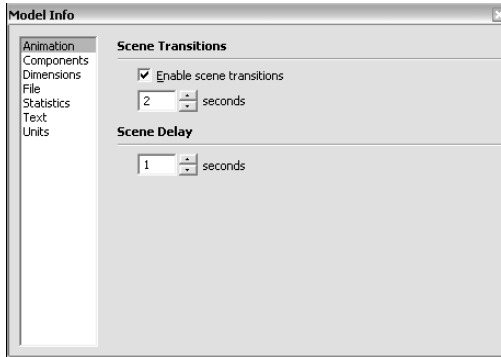 Model Info
Animation
Components
Dimensions
File
Statistics
Text
Units
Scene Transitions
Enable scene transitions
2 seconds
Scene Delay
1 seconds